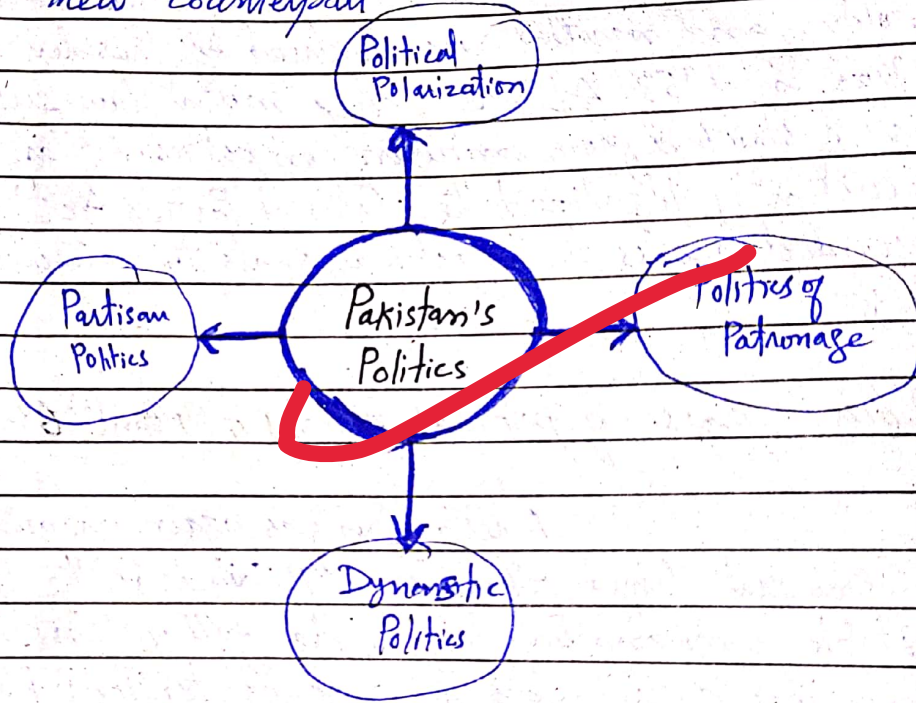 Political
Polarization
Partisan
Politics
Pakistan's
Politics
Politics of
Patronage
Dynastic
Politics